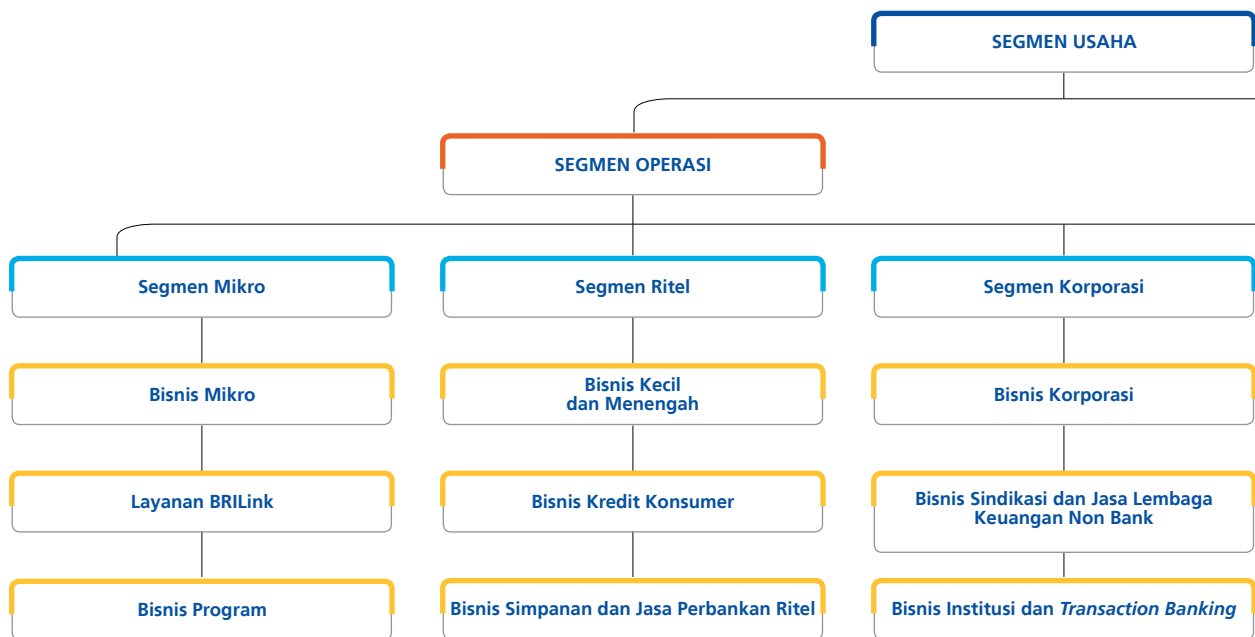 SEGMEN USAHA
SEGMEN OPERASI
Segmen Mikro
Segmen Ritel
Segmen Korporasi
Bisnis Mikro
Bisnis Kecil
dan Menengah
Bisnis Korporasi
Layanan BRILink
Bisnis Kredit Konsumer
Bisnis Sindikasi dan Jasa Lembaga
Keuangan Non Bank
Bisnis Program
Bisnis Simpanan dan Jasa Perbankan Ritel
Bisnis Institusi dan Transaction Banking